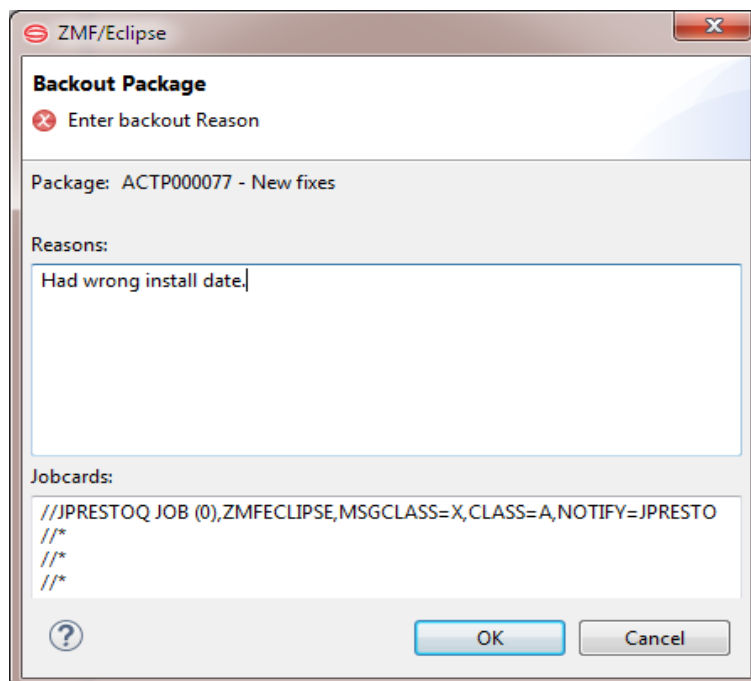 ZMF/Eclipse
Backout Package
Enter backout Reason
Package: ACTP000077 - New fixes
Reasons:
Had wrong install date.
Jobcards:
//JPRESTOQ JOB (0),ZMFECLIPSE,MSGCLASS=X,CLASS=A,NOTIFY=JPRESTO
//*
//*
//*
OK Cancel